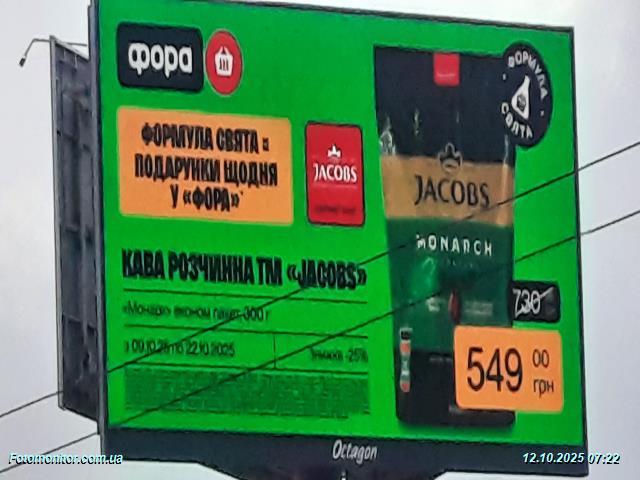 фора
ФОРМУЛА СВЯТА =
ПОДАРУНКИ ЩОДНЯ
У «ФОРА»
JACOBS
ФОРМУЛА
СВЯТА
JACOBS
MONARCH
КАВА РОЗЧИННА ТМ «JACOBS»
«Монарх» економ пакет 300 г
з 09.10.25 по 22.10.2025
Знижка -25%
730
549 00
грн
Octagon
Fotomonitor.com.ua
12.10.2025 07:22